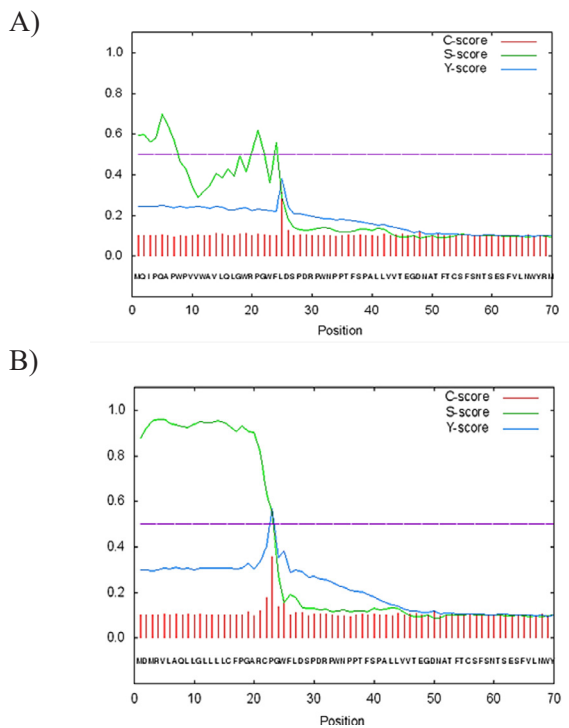 A)
C-score
S-score
Y-score
1.0
0.8
0.6
0.4
0.2
0.0
MQIPQAPWPVVWAVLQLGWRPGWFLDSPDRPWNPPTFSPALLVVTEGDNATFTCSFSNTSESFVLNWYRM
0 10 20 30 40 50 60 70
Position
B)
C-score
S-score
Y-score
1.0
0.8
0.6
0.4
0.2
0.0
MDMRVLAQLLGLLLLCFPGARCPGWFLDSPDRPWNPPTFSPALLVVTEGDNATFTCSFSNTSESFVLNWY
0 10 20 30 40 50 60 70
Position